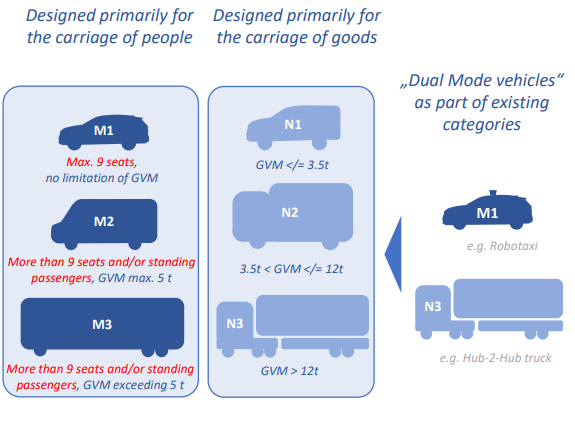 Designed primarily for
the carriage of people
Designed primarily for
the carriage of goods
„Dual Mode vehicles“
as part of existing
categories
M1
Max. 9 seats,
no limitation of GVM
M2
More than 9 seats and/or standing
passengers, GVM max. 5 t
M3
More than 9 seats and/or standing
passengers, GVM exceeding 5 t
N1
GVM </= 3.5t
N2
3.5t < GVM </= 12t
N3
GVM > 12t
M1
e.g. Robotaxi
N3
e.g. Hub-2-Hub truck